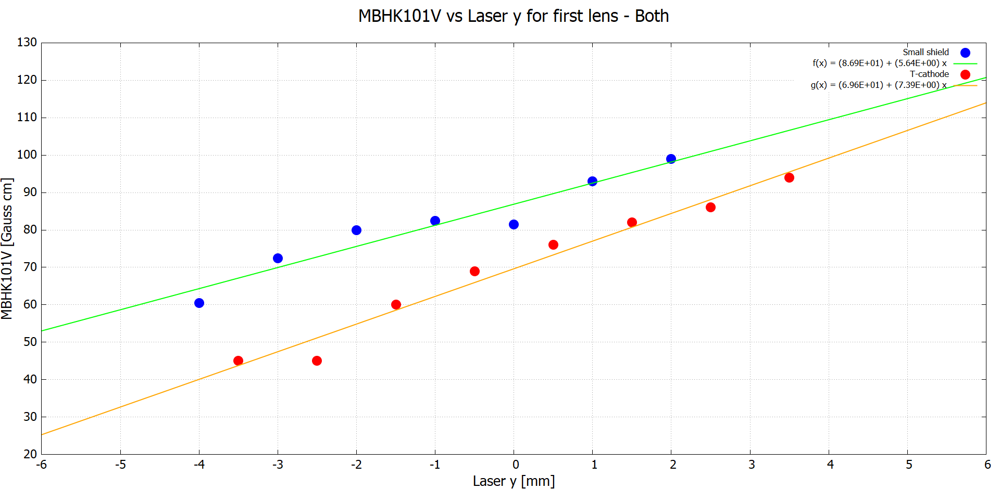 MBHK101V vs Laser y for first lens - Both
130
120
110
100
90
80
70
60
50
40
30
20
MBHK101V [Gauss cm]
Small shield
f(x) = (8.69E+01) + (5.64E+00) x
T-cathode
g(x) = (6.96E+01) + (7.39E+00) x
-6 -5 -4 -3 -2 -1 0 1 2 3 4 5 6
Laser y [mm]